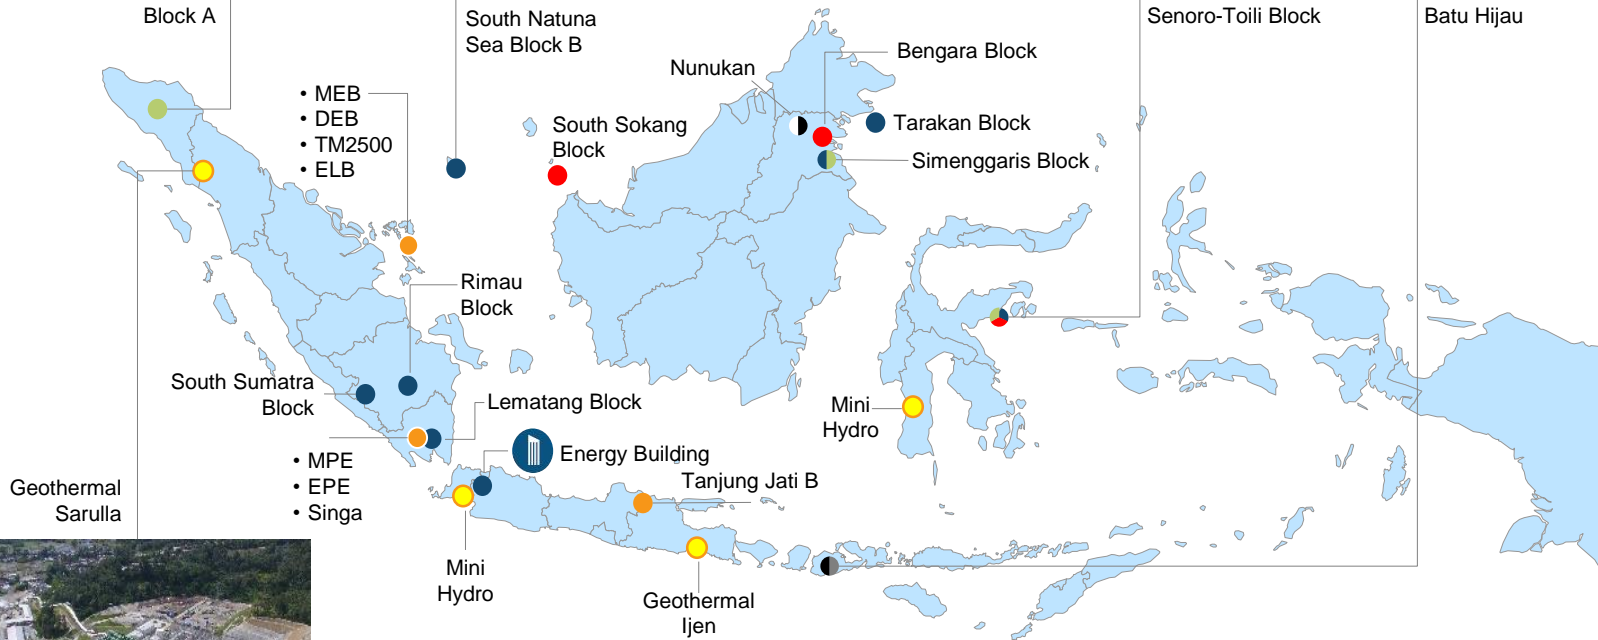 Block A
South Natuna
Sea Block B
Senoro-Toili Block
Batu Hijau
Bengara Block
Nunukan
• MEB
• DEB
• TM2500
• ELB
South Sokang
Block
Tarakan Block
Simenggaris Block
Rimau
Block
South Sumatra
Block
Lematang Block
Mini
Hydro
Energy Building
• MPE
• EPE
• Singa
Tanjung Jati B
Geothermal
Sarulla
Mini
Hydro
Geothermal
Ijen